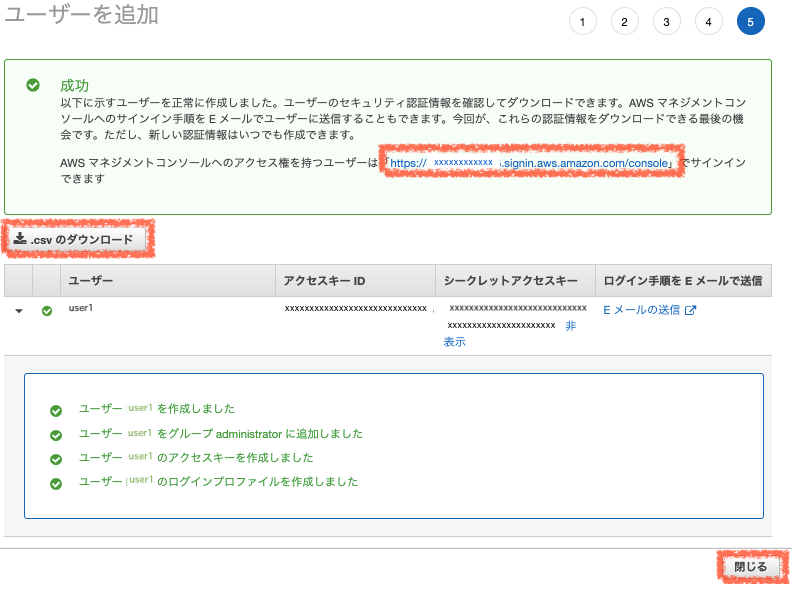 ユーザーを追加
1 2 3 4 5
成功
以下に示すユーザーを正常に作成しました。ユーザーのセキュリティ認証情報を確認してダウンロードできます。AWS マネジメントコン
ソールへのサインイン手順を E メールでユーザーに送信することもできます。今回が、これらの認証情報をダウンロードできる最後の機
会です。ただし、新しい認証情報はいつでも作成できます。
AWS マネジメントコンソールへのアクセス権を持つユーザーは「https:// xxxxxxxxxxxx .signin.aws.amazon.com/console」でサインイン
できます
.csv のダウンロード
ユーザー アクセスキー ID シークレットアクセスキー ログイン手順を E メールで送信
user1 xxxxxxxxxxxxxxxxxxxxxxxxxxxxx xxxxxxxxxxxxxxxxxxxxxxxxxxxx E メールの送信
xxxxxxxxxxxxxxxxxxxxxx 非
表示
ユーザー user1 を作成しました
ユーザー user1 をグループ administrator に追加しました
ユーザー user1 のアクセスキーを作成しました
ユーザー user1 のログインプロファイルを作成しました
閉じる